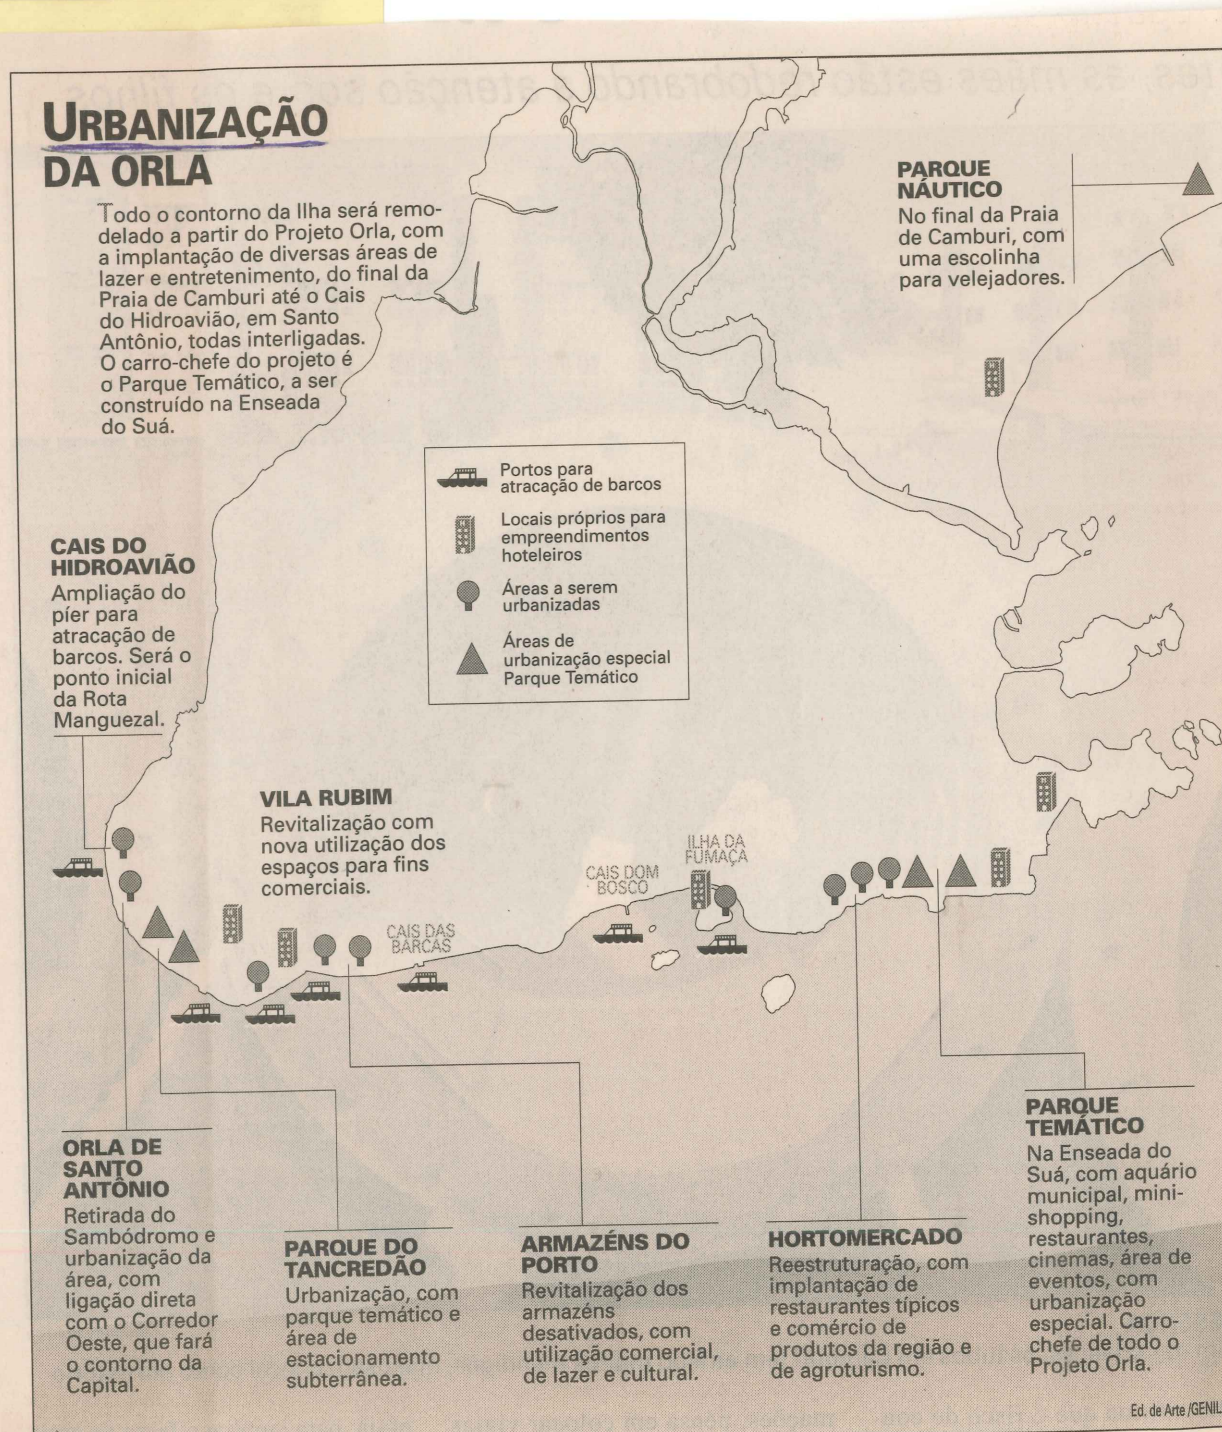 URBANIZAÇÃO
DA ORLA
Todo o contorno da Ilha será remo-
delado a partir do Projeto Orla, com
a implantação de diversas áreas de
lazer e entretenimento, do final da
Praia de Camburi até o Cais
do Hidroavião, em Santo
Antônio, todas interligadas.
O carro-chefe do projeto é
o Parque Temático, a ser
construído na Enseada
do Suá.
PARQUE
NÁUTICO
No final da Praia
de Camburi, com
uma escolinha
para velejadores.
Portos para
atracação de barcos
Locais próprios para
empreendimentos
hoteleiros
Áreas a serem
urbanizadas
Áreas de
urbanização especial
Parque Temático
CAIS DO
HIDROAVIÃO
Ampliação do
píer para
atracação de
barcos. Será o
ponto inicial
da Rota
Manguezal.
VILA RUBIM
Revitalização com
nova utilização dos
espaços para fins
comerciais.
CAIS DAS
BARCAS
CAIS DOM
BOSCO
ILHA DA
FUMAÇA
ORLA DE
SANTO
ANTÔNIO
Retirada do
Sambódromo e
urbanização da
área, com
ligação direta
com o Corredor
Oeste, que fará
o contorno da
Capital.
PARQUE DO
TANCREDÃO
Urbanização, com
parque temático e
área de
estacionamento
subterrânea.
ARMAZÉNS DO
PORTO
Revitalização dos
armazéns
desativados, com
utilização comercial,
de lazer e cultural.
HORTOMERCADO
Reestruturação, com
implantação de
restaurantes típicos
e comércio de
produtos da região e
de agroturismo.
PARQUE
TEMÁTICO
Na Enseada do
Suá, com aquário
municipal, mini-
shopping,
restaurantes,
cinemas, área de
eventos, com
urbanização
especial. Carro-
chefe de todo o
Projeto Orla.
Ed. de Arte /GENIL